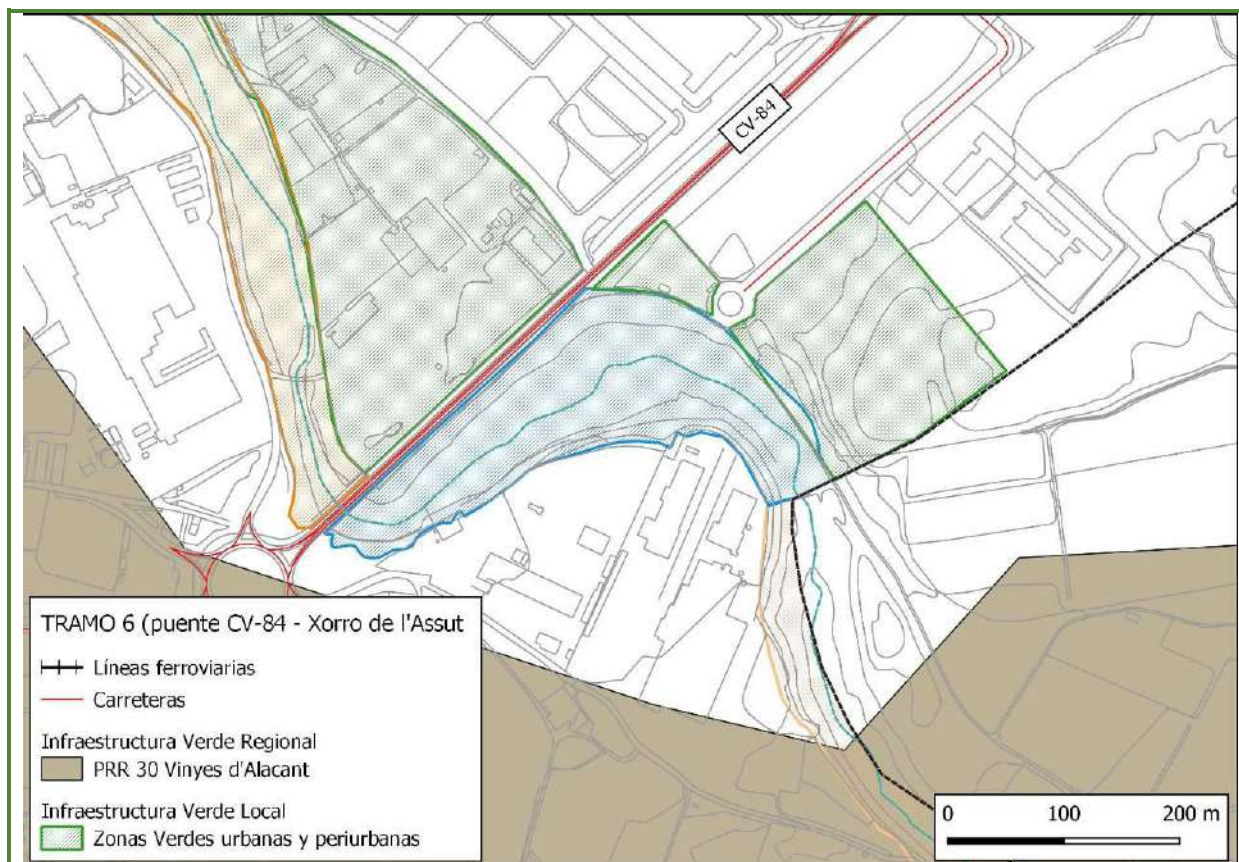 CV-84
TRAMO 6 (puente CV-84 - Xorro de l'Assut
Líneas ferroviarias
Carreteras
Infraestructura Verde Regional
PRR 30 Vinyes d'Alacant
Infraestructura Verde Local
Zonas Verdes urbanas y periurbanas
0 100 200 m